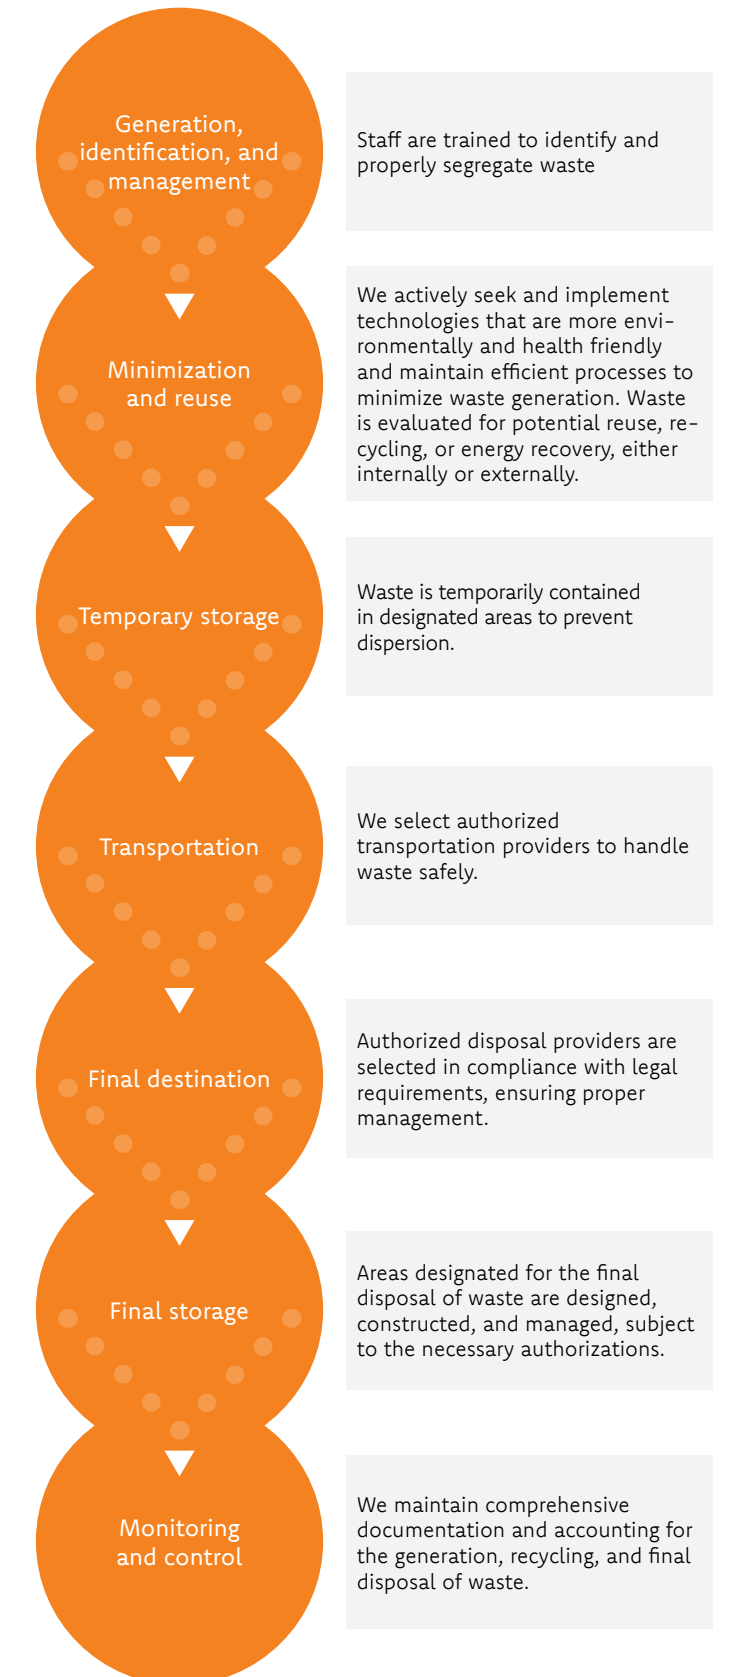 Generation,
identification, and
management
Staff are trained to identify and
properly segregate waste
Minimization
and reuse
We actively seek and implement
technologies that are more envi-
ronmentally and health friendly
and maintain efficient processes to
minimize waste generation. Waste
is evaluated for potential reuse, re-
cycling, or energy recovery, either
internally or externally.
Temporary storage
Waste is temporarily contained
in designated areas to prevent
dispersion.
Transportation
We select authorized
transportation providers to handle
waste safely.
Final destination
Authorized disposal providers are
selected in compliance with legal
requirements, ensuring proper
management.
Final storage
Areas designated for the final
disposal of waste are designed,
constructed, and managed, subject
to the necessary authorizations.
Monitoring
and control
We maintain comprehensive
documentation and accounting for
the generation, recycling, and final
disposal of waste.